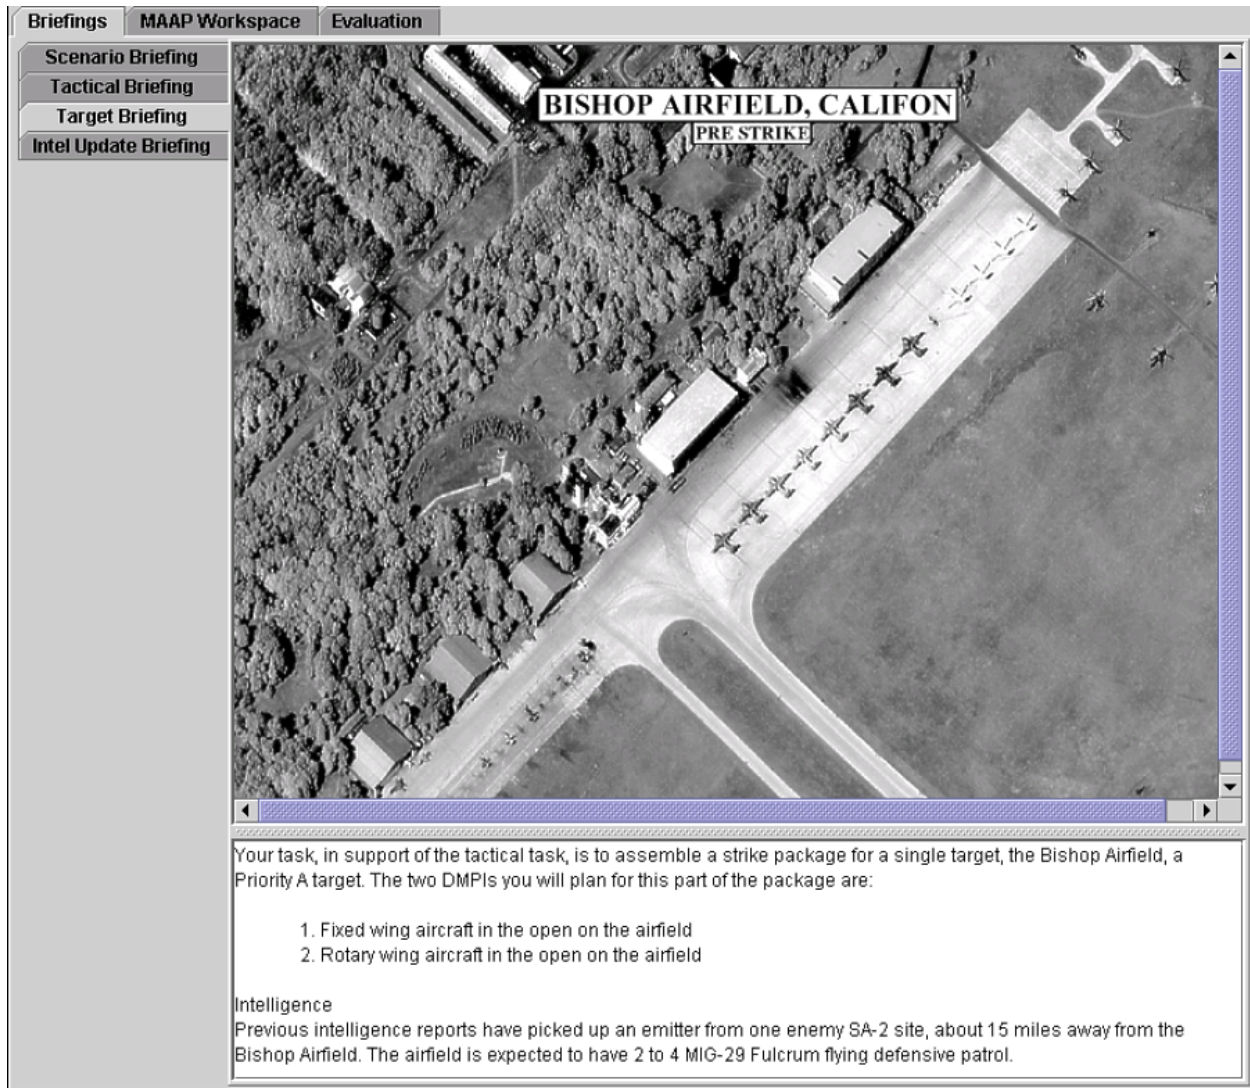 Briefings MAAP Workspace Evaluation
Scenario Briefing
Tactical Briefing
Target Briefing
Intel Update Briefing
BISHOP AIRFIELD, CALIFON
PRE STRIKE
Your task, in support of the tactical task, is to assemble a strike package for a single target, the Bishop Airfield, a
Priority A target. The two DMPIs you will plan for this part of the package are:
1. Fixed wing aircraft in the open on the airfield
2. Rotary wing aircraft in the open on the airfield
Intelligence
Previous intelligence reports have picked up an emitter from one enemy SA-2 site, about 15 miles away from the
Bishop Airfield. The airfield is expected to have 2 to 4 MIG-29 Fulcrum flying defensive patrol.